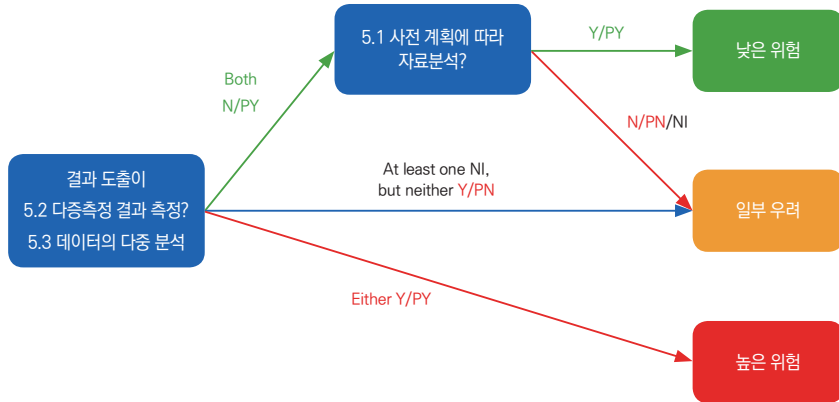 5.1 사전 계획에 따라
자료분석?
Y/PY
낮은 위험
Both
N/PY
N/PN/NI
결과 도출이
5.2 다중측정 결과 측정?
5.3 데이터의 다중 분석
At least one NI,
but neither Y/PN
일부 우려
Either Y/PY
높은 위험